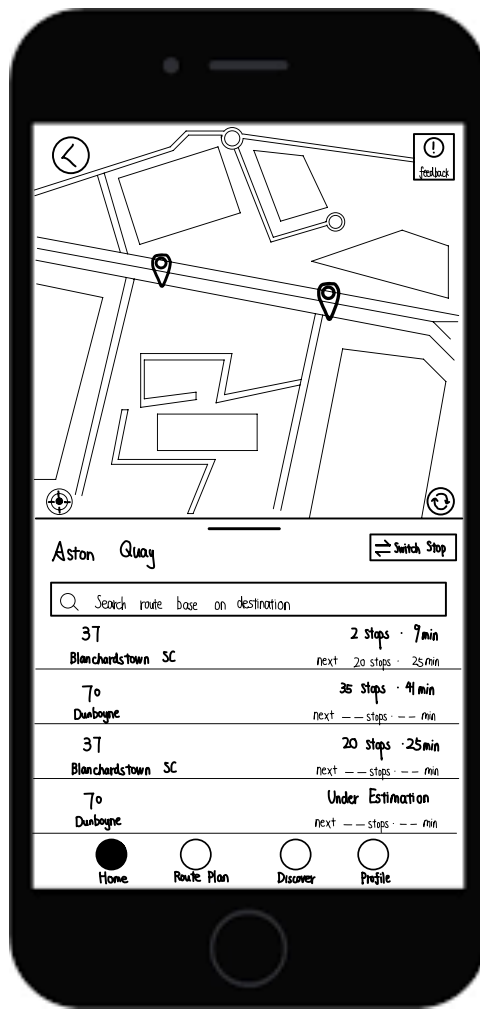 feedback
Aston Quay
Switch Stop
Search route base on destination
37 2 stops · 9min
Blanchardstown SC next 20 stops · 25min
70 35 stops · 41min
Dunboyne next -- stops · -- min
37 20 stops · 25min
Blanchardstown SC next -- stops · -- min
70 Under Estimation
Dunboyne next -- stops · -- min
Home Route Plan Discover Profile